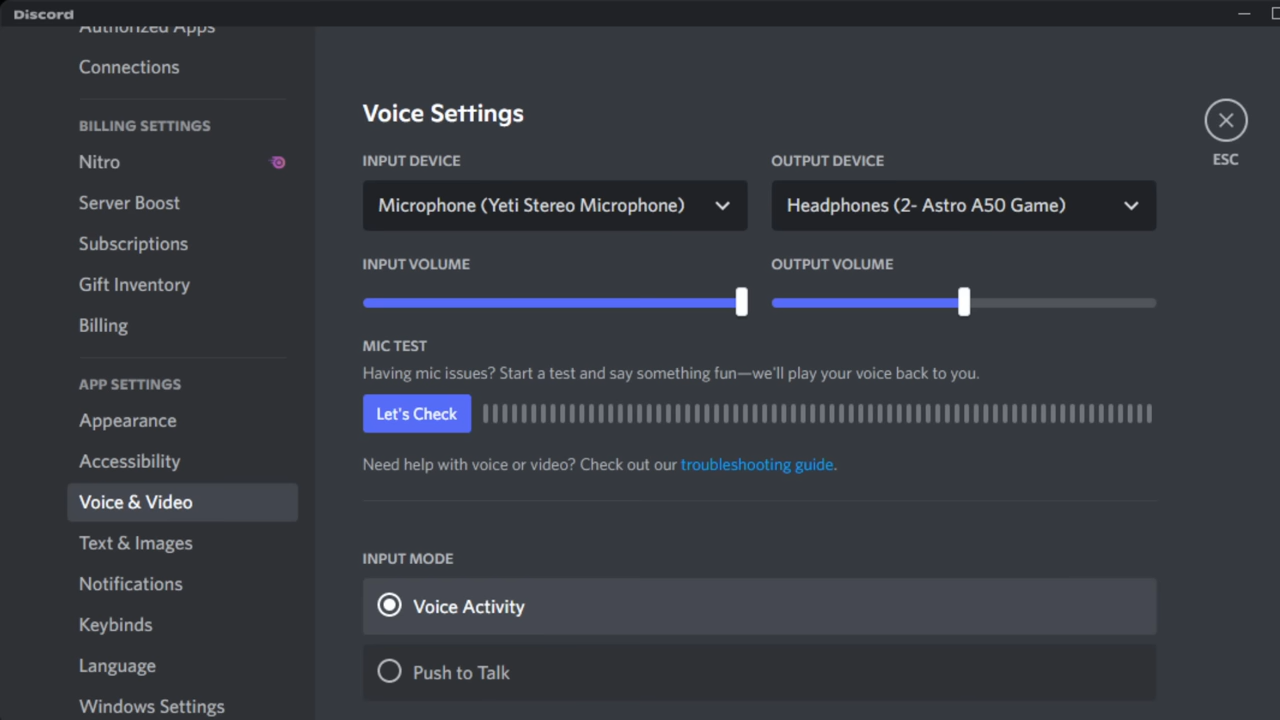 Discord
Authorized Apps
Connections
BILLING SETTINGS
Nitro
Server Boost
Subscriptions
Gift Inventory
Billing
APP SETTINGS
Appearance
Accessibility
Voice & Video
Text & Images
Notifications
Keybinds
Language
Windows Settings
Voice Settings
INPUT DEVICE
Microphone (Yeti Stereo Microphone)
OUTPUT DEVICE
Headphones (2- Astro A50 Game)
INPUT VOLUME
OUTPUT VOLUME
MIC TEST
Having mic issues? Start a test and say something fun—we'll play your voice back to you.
Let's Check
Need help with voice or video? Check out our troubleshooting guide.
INPUT MODE
Voice Activity
Push to Talk
ESC